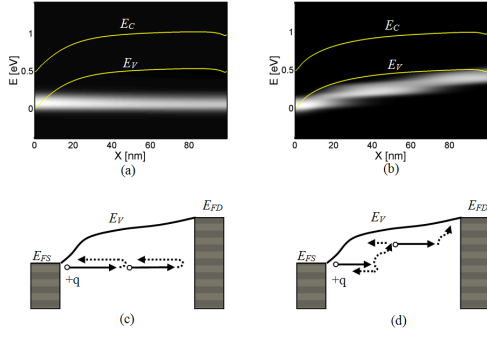 E_C
E_V
E [eV]
1
0.5
0
0 20 40 60 80
X [nm]
(a)
E_C
E_V
E [eV]
1
0.5
0
0 20 40 60 80
X [nm]
(b)
E_FD
E_V
E_FS
+q
(c)
E_FD
E_V
E_FS
+q
(d)